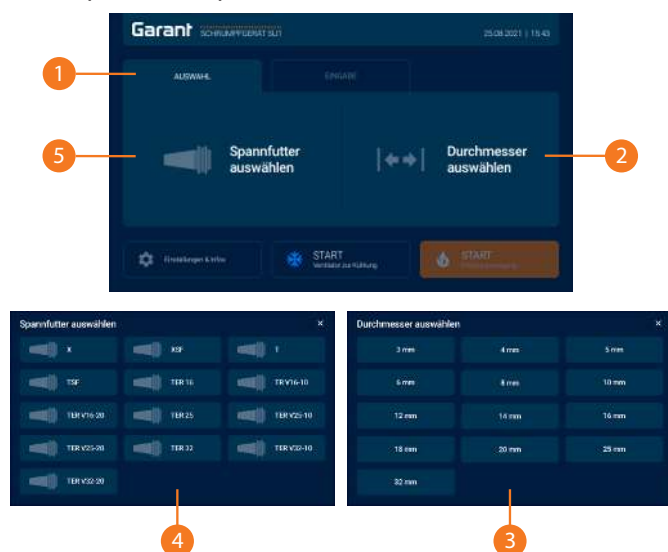 Garant SCHRUMPFGERÄT SU1
25.08.2021 | 15:43
1
AUSWAHL
EINGABE
5
Spannfutter
auswählen
Durchmesser
auswählen
2
Einstellungen & Infos
START
Ventilator zur Kühlung
START
Spannfutter auswählen ×
X
XSF
T
TSF
TER 16
TER V16-20
TER 25
TER V25-10
TER V25-20
TER 32
TER V32-10
TER V32-20
4
Durchmesser auswählen ×
3 mm
4 mm
5 mm
6 mm
8 mm
10 mm
12 mm
14 mm
16 mm
18 mm
20 mm
25 mm
32 mm
3